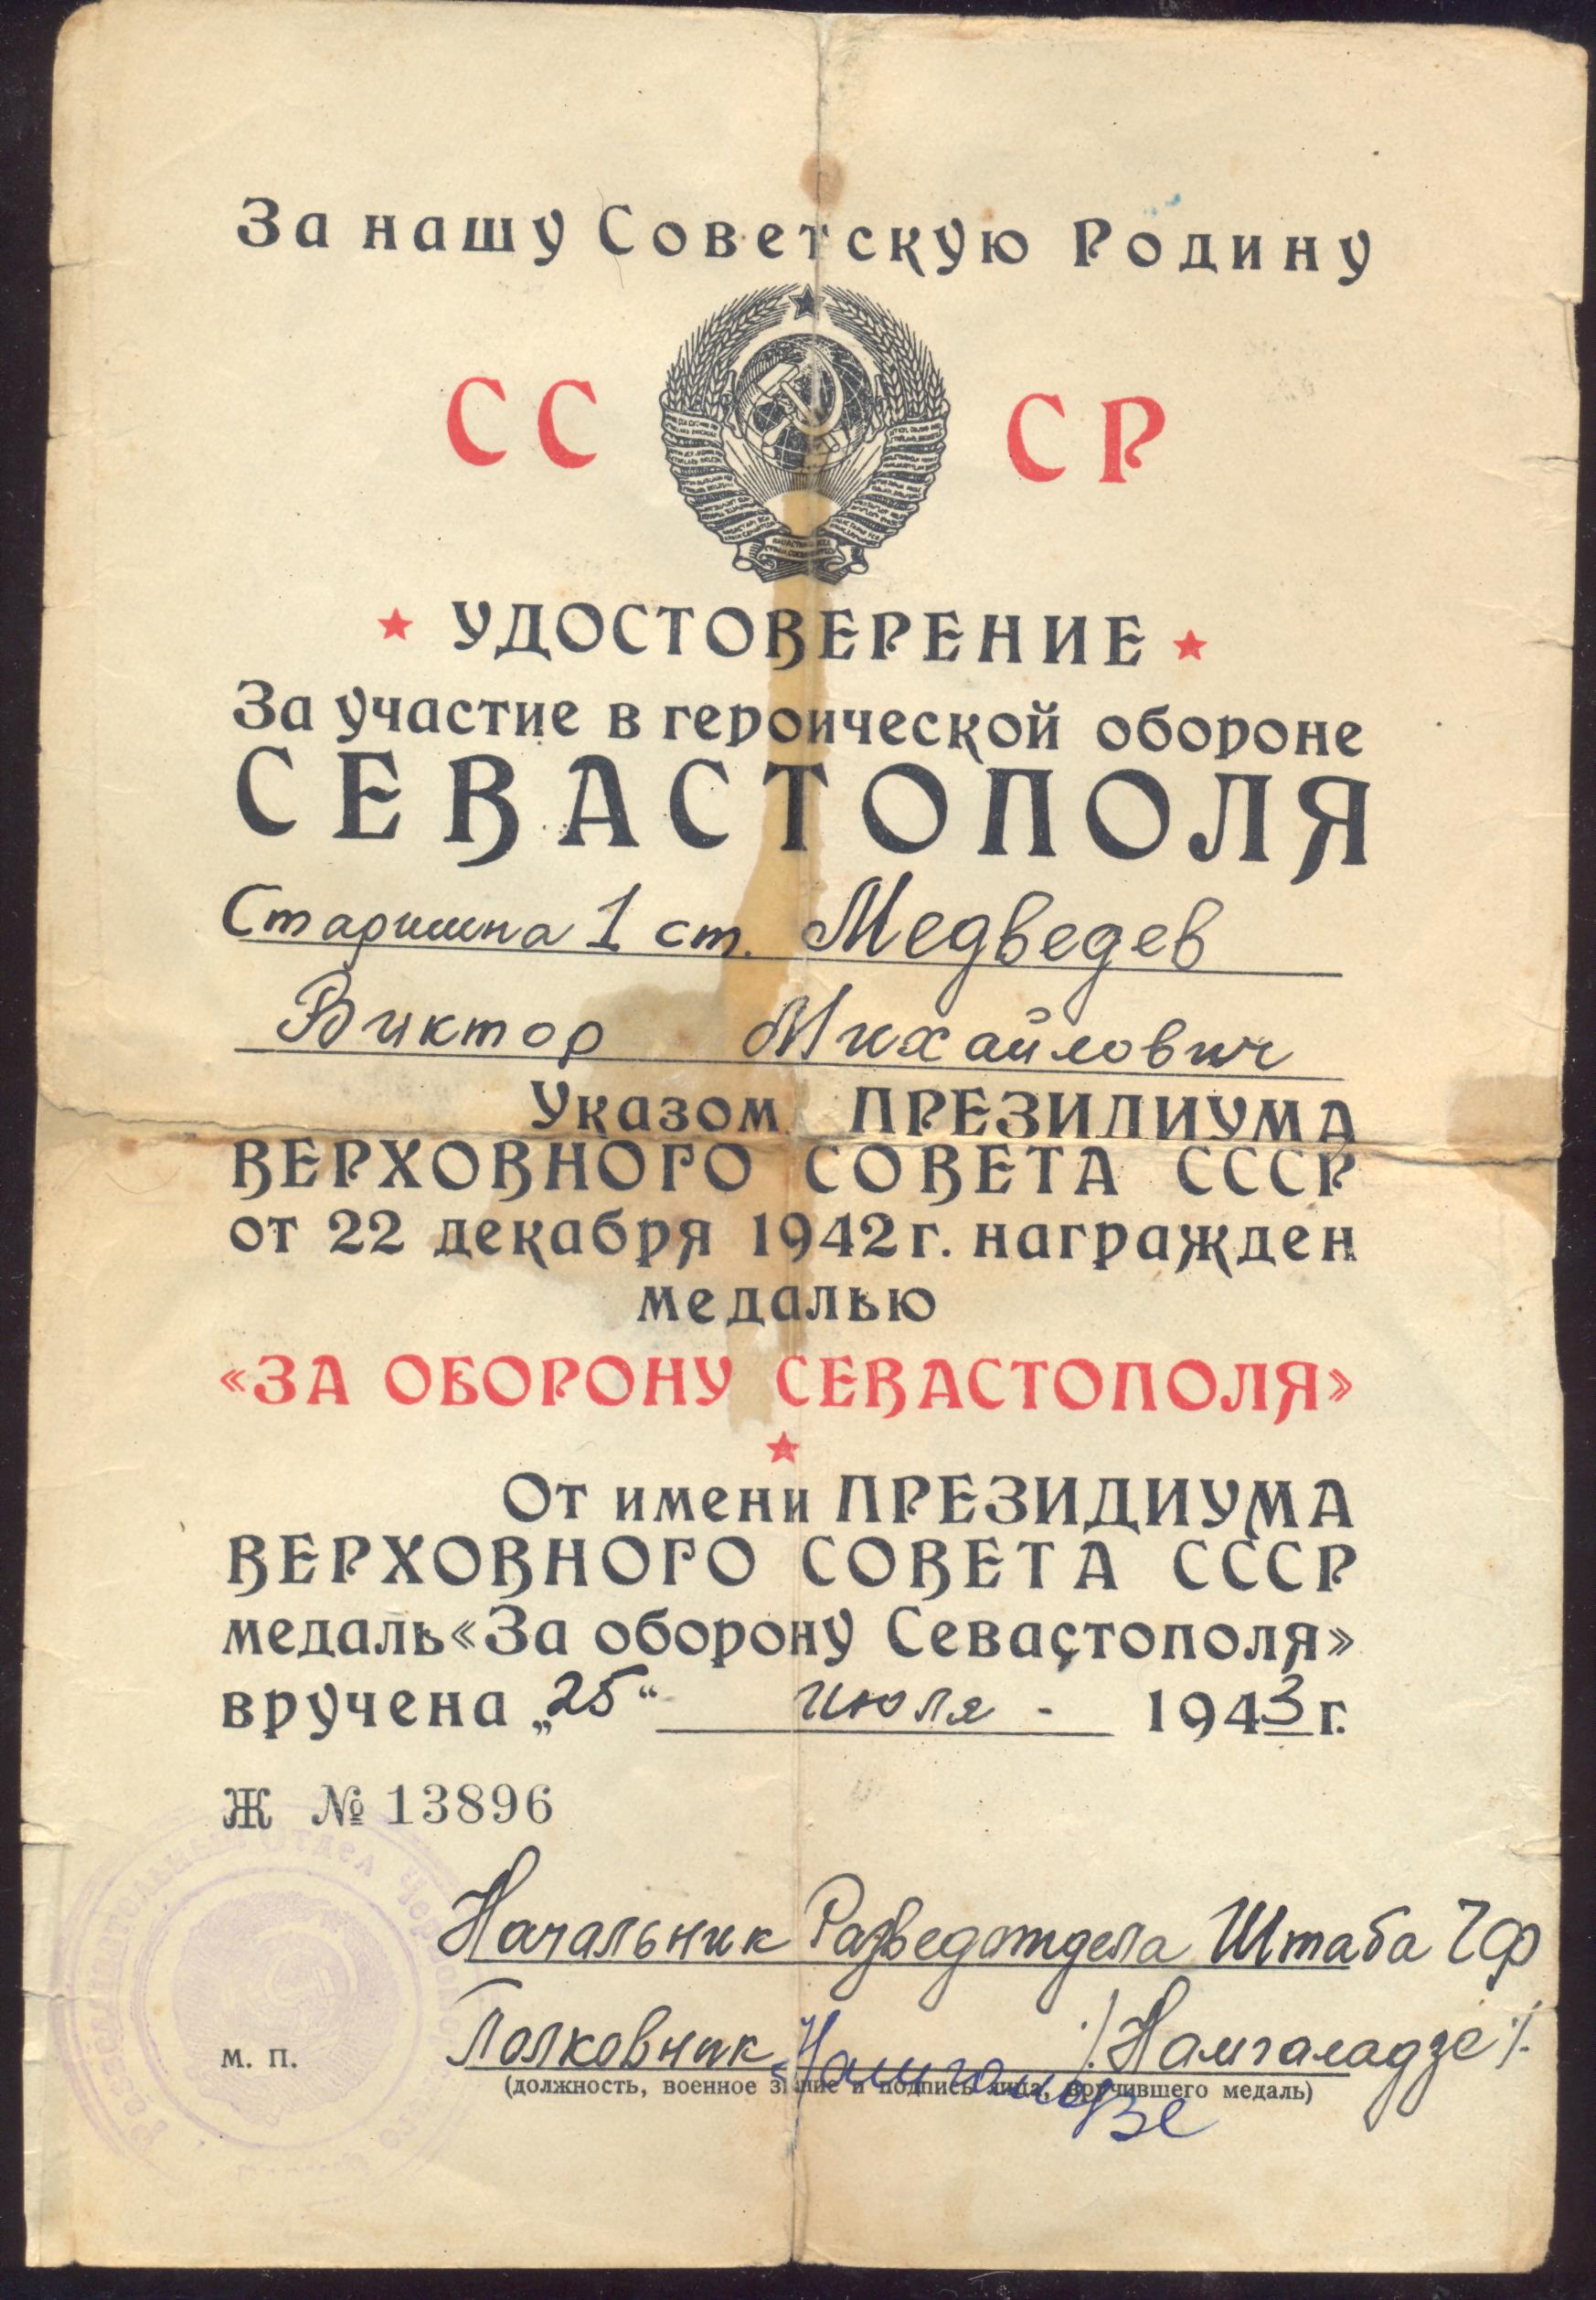 За нашу Советскую Родину
СС СР
УДОСТОВЕРЕНИЕ
За участие в героической обороне
СЕВАСТОПОЛЯ
Старшина 1 ст. Медведев
Виктор Михайлович
Указом ПРЕЗИДИУМА
ВЕРХОВНОГО СОВЕТА СССР
от 22 декабря 1942 г. награжден
медалью
«ЗА ОБОРОНУ СЕВАСТОПОЛЯ»
От имени ПРЕЗИДИУМА
ВЕРХОВНОГО СОВЕТА СССР
медаль «За оборону Севастополя»
вручена „25“ июля - 1943 г.
Ж № 13896
Начальник Разведотдела Штаба ЧФ
Полковник /Намгаладзе/
м. п.
(должность, военное звание и подпись лица, вручившего медаль)